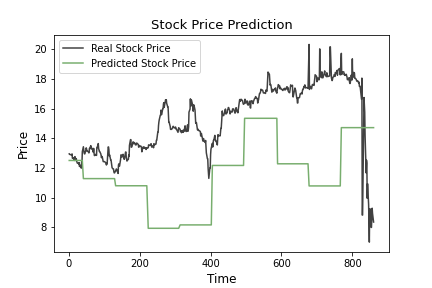 Stock Price Prediction
Real Stock Price
Predicted Stock Price
Price
20
18
16
14
12
10
8
0 200 400 600 800
Time